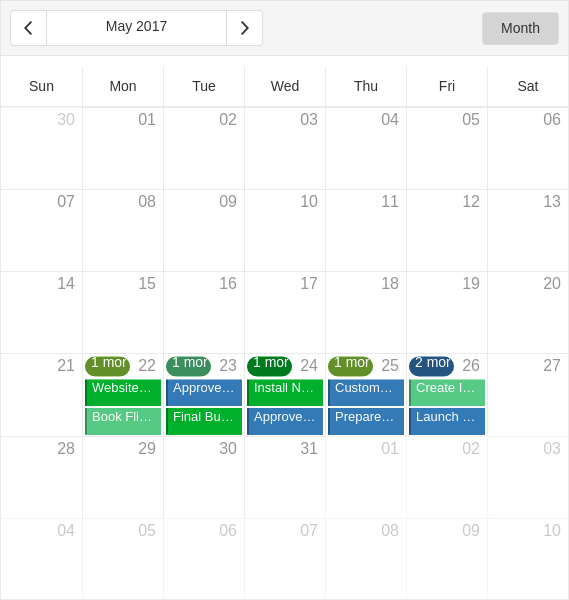 May 2017
Month
Sun Mon Tue Wed Thu Fri Sat
30 01 02 03 04 05 06
07 08 09 10 11 12 13
14 15 16 17 18 19 20
21 1 mor 22 1 mor 23 1 mor 24 1 mor 25 2 mor 26 27
Website... Approve... Install N... Custom... Create I...
Book Fli... Final Bu... Approve... Prepare... Launch ...
28 29 30 31 01 02 03
04 05 06 07 08 09 10